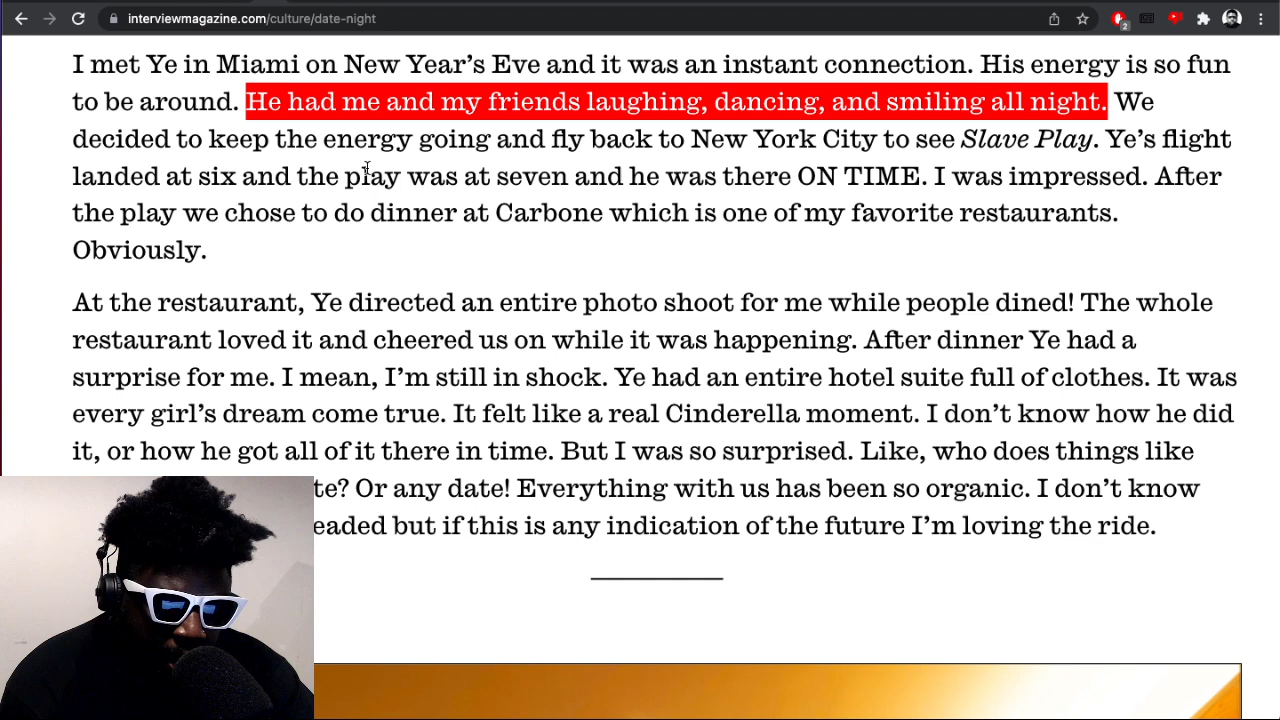 interviewmagazine.com/culture/date-night
2
I met Ye in Miami on New Year’s Eve and it was an instant connection. His energy is so fun
to be around. He had me and my friends laughing, dancing, and smiling all night. We
decided to keep the energy going and fly back to New York City to see Slave Play. Ye’s flight
landed at six and the play was at seven and he was there ON TIME. I was impressed. After
the play we chose to do dinner at Carbone which is one of my favorite restaurants.
Obviously.
At the restaurant, Ye directed an entire photo shoot for me while people dined! The whole
restaurant loved it and cheered us on while it was happening. After dinner Ye had a
surprise for me. I mean, I’m still in shock. Ye had an entire hotel suite full of clothes. It was
every girl’s dream come true. It felt like a real Cinderella moment. I don’t know how he did
it, or how he got all of it there in time. But I was so surprised. Like, who does things like
te? Or any date! Everything with us has been so organic. I don’t know
eaded but if this is any indication of the future I’m loving the ride.